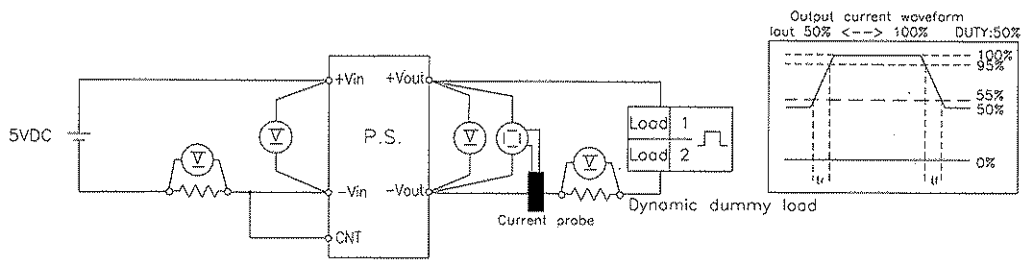 Output current waveform
Iout 50% <--> 100% DUTY:50%
100%
95%
55%
50%
0%
tr
tf
+Vin
+Vout
5VDC
V
V
P.S.
V
V
Load 1
Load 2
-Vin
-Vout
CNT
Current probe
Dynamic dummy load